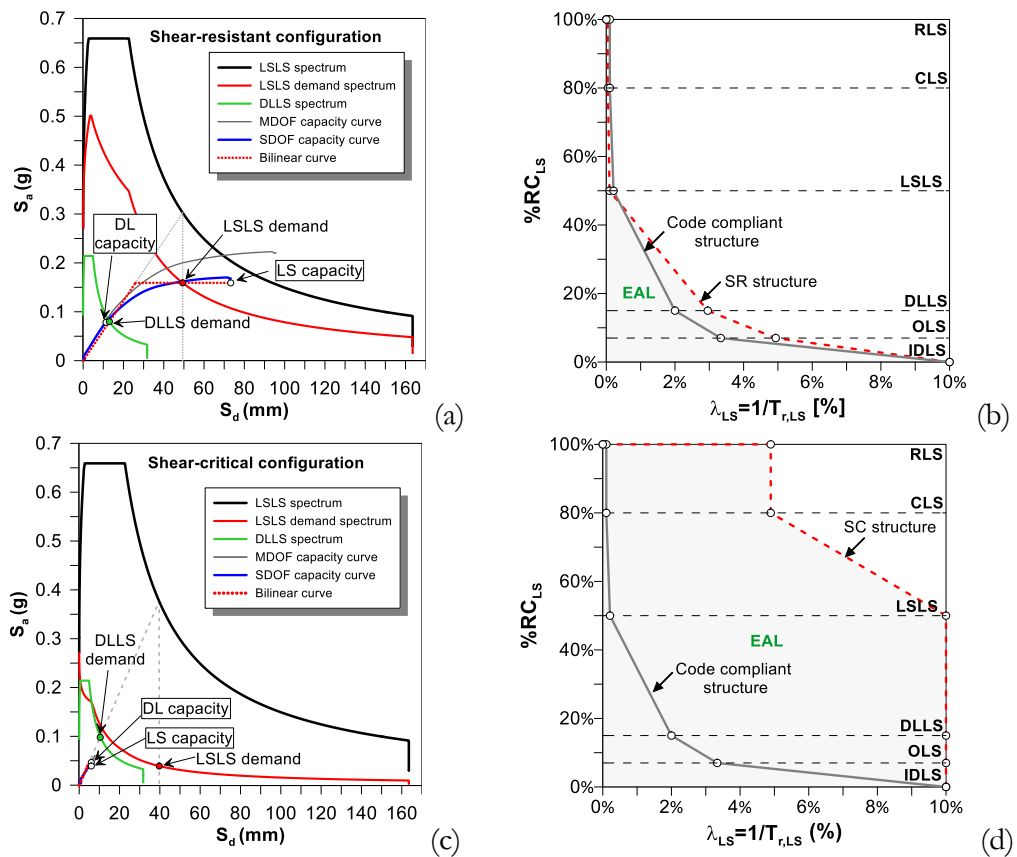 0.7
0.6
0.5
0.4
0.3
0.2
0.1
0
Sa (g)
Shear-resistant configuration
LSLS spectrum
LSLS demand spectrum
DLLS spectrum
MDOF capacity curve
SDOF capacity curve
Bilinear curve
DL
capacity
LSLS demand
LS capacity
DLLS demand
0 20 40 60 80 100 120 140 160
Sd (mm)
(a)
100%
80%
60%
40%
20%
0%
%RCLS
RLS
CLS
LSLS
Code compliant
structure
SR structure
EAL
DLLS
OLS
IDLS
0% 2% 4% 6% 8% 10%
λLS=1/Tr,LS [%]
(b)
0.7
0.6
0.5
0.4
0.3
0.2
0.1
0
Sa (g)
Shear-critical configuration
LSLS spectrum
LSLS demand spectrum
DLLS spectrum
MDOF capacity curve
SDOF capacity curve
Bilinear curve
DLLS
demand
DL capacity
LS capacity
LSLS demand
0 20 40 60 80 100 120 140 160
Sd (mm)
(c)
100%
80%
60%
40%
20%
0%
%RCLS
RLS
CLS
SC structure
LSLS
EAL
Code compliant
structure
DLLS
OLS
IDLS
0% 2% 4% 6% 8% 10%
λLS=1/Tr,LS (%)
(d)